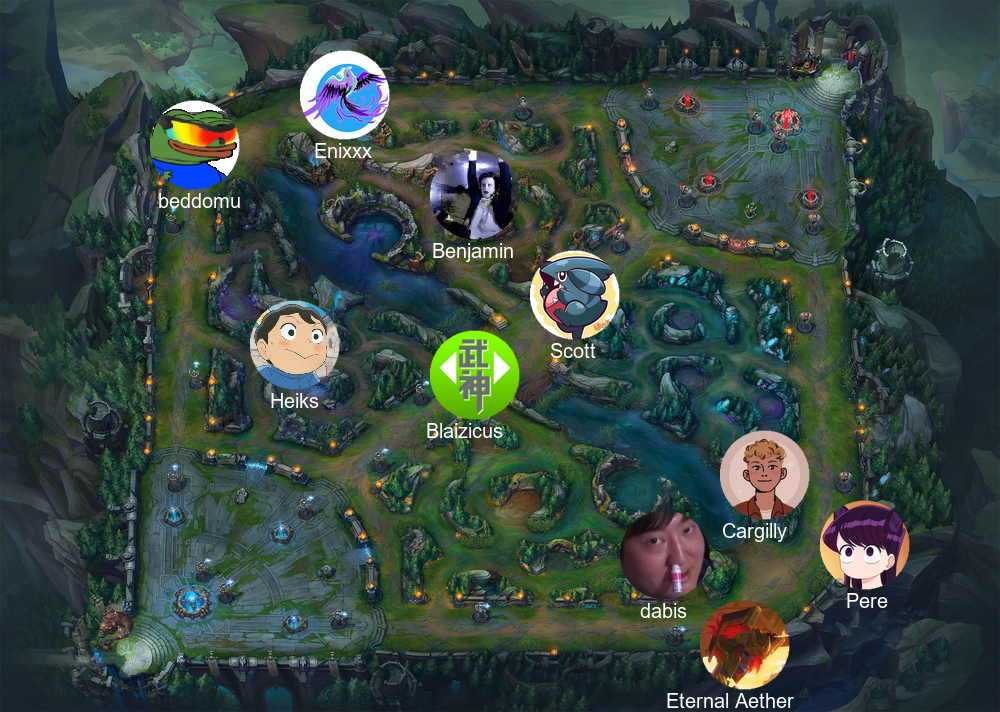 Enixxx
beddomu
Benjamin
Scott
Heiks
武
神
Blaizicus
Cargilly
Pere
dabis
Eternal Aether